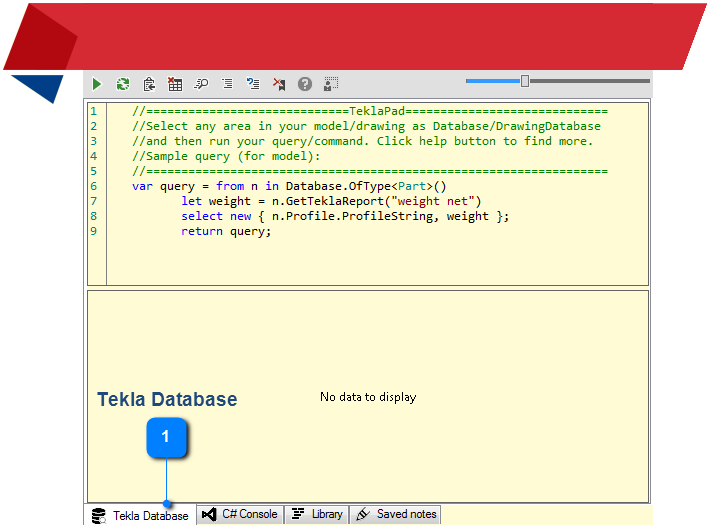 1 //=============================TeklaPad=============================
2 //Select any area in your model/drawing as Database/DrawingDatabase
3 //and then run your query/command. Click help button to find more.
4 //Sample query (for model):
5 //==================================================================
6 var query = from n in Database.OfType<Part>()
7 let weight = n.GetTeklaReport("weight net")
8 select new { n.Profile.ProfileString, weight };
9 return query;
No data to display
Tekla Database
1
Tekla Database C# Console Library Saved notes